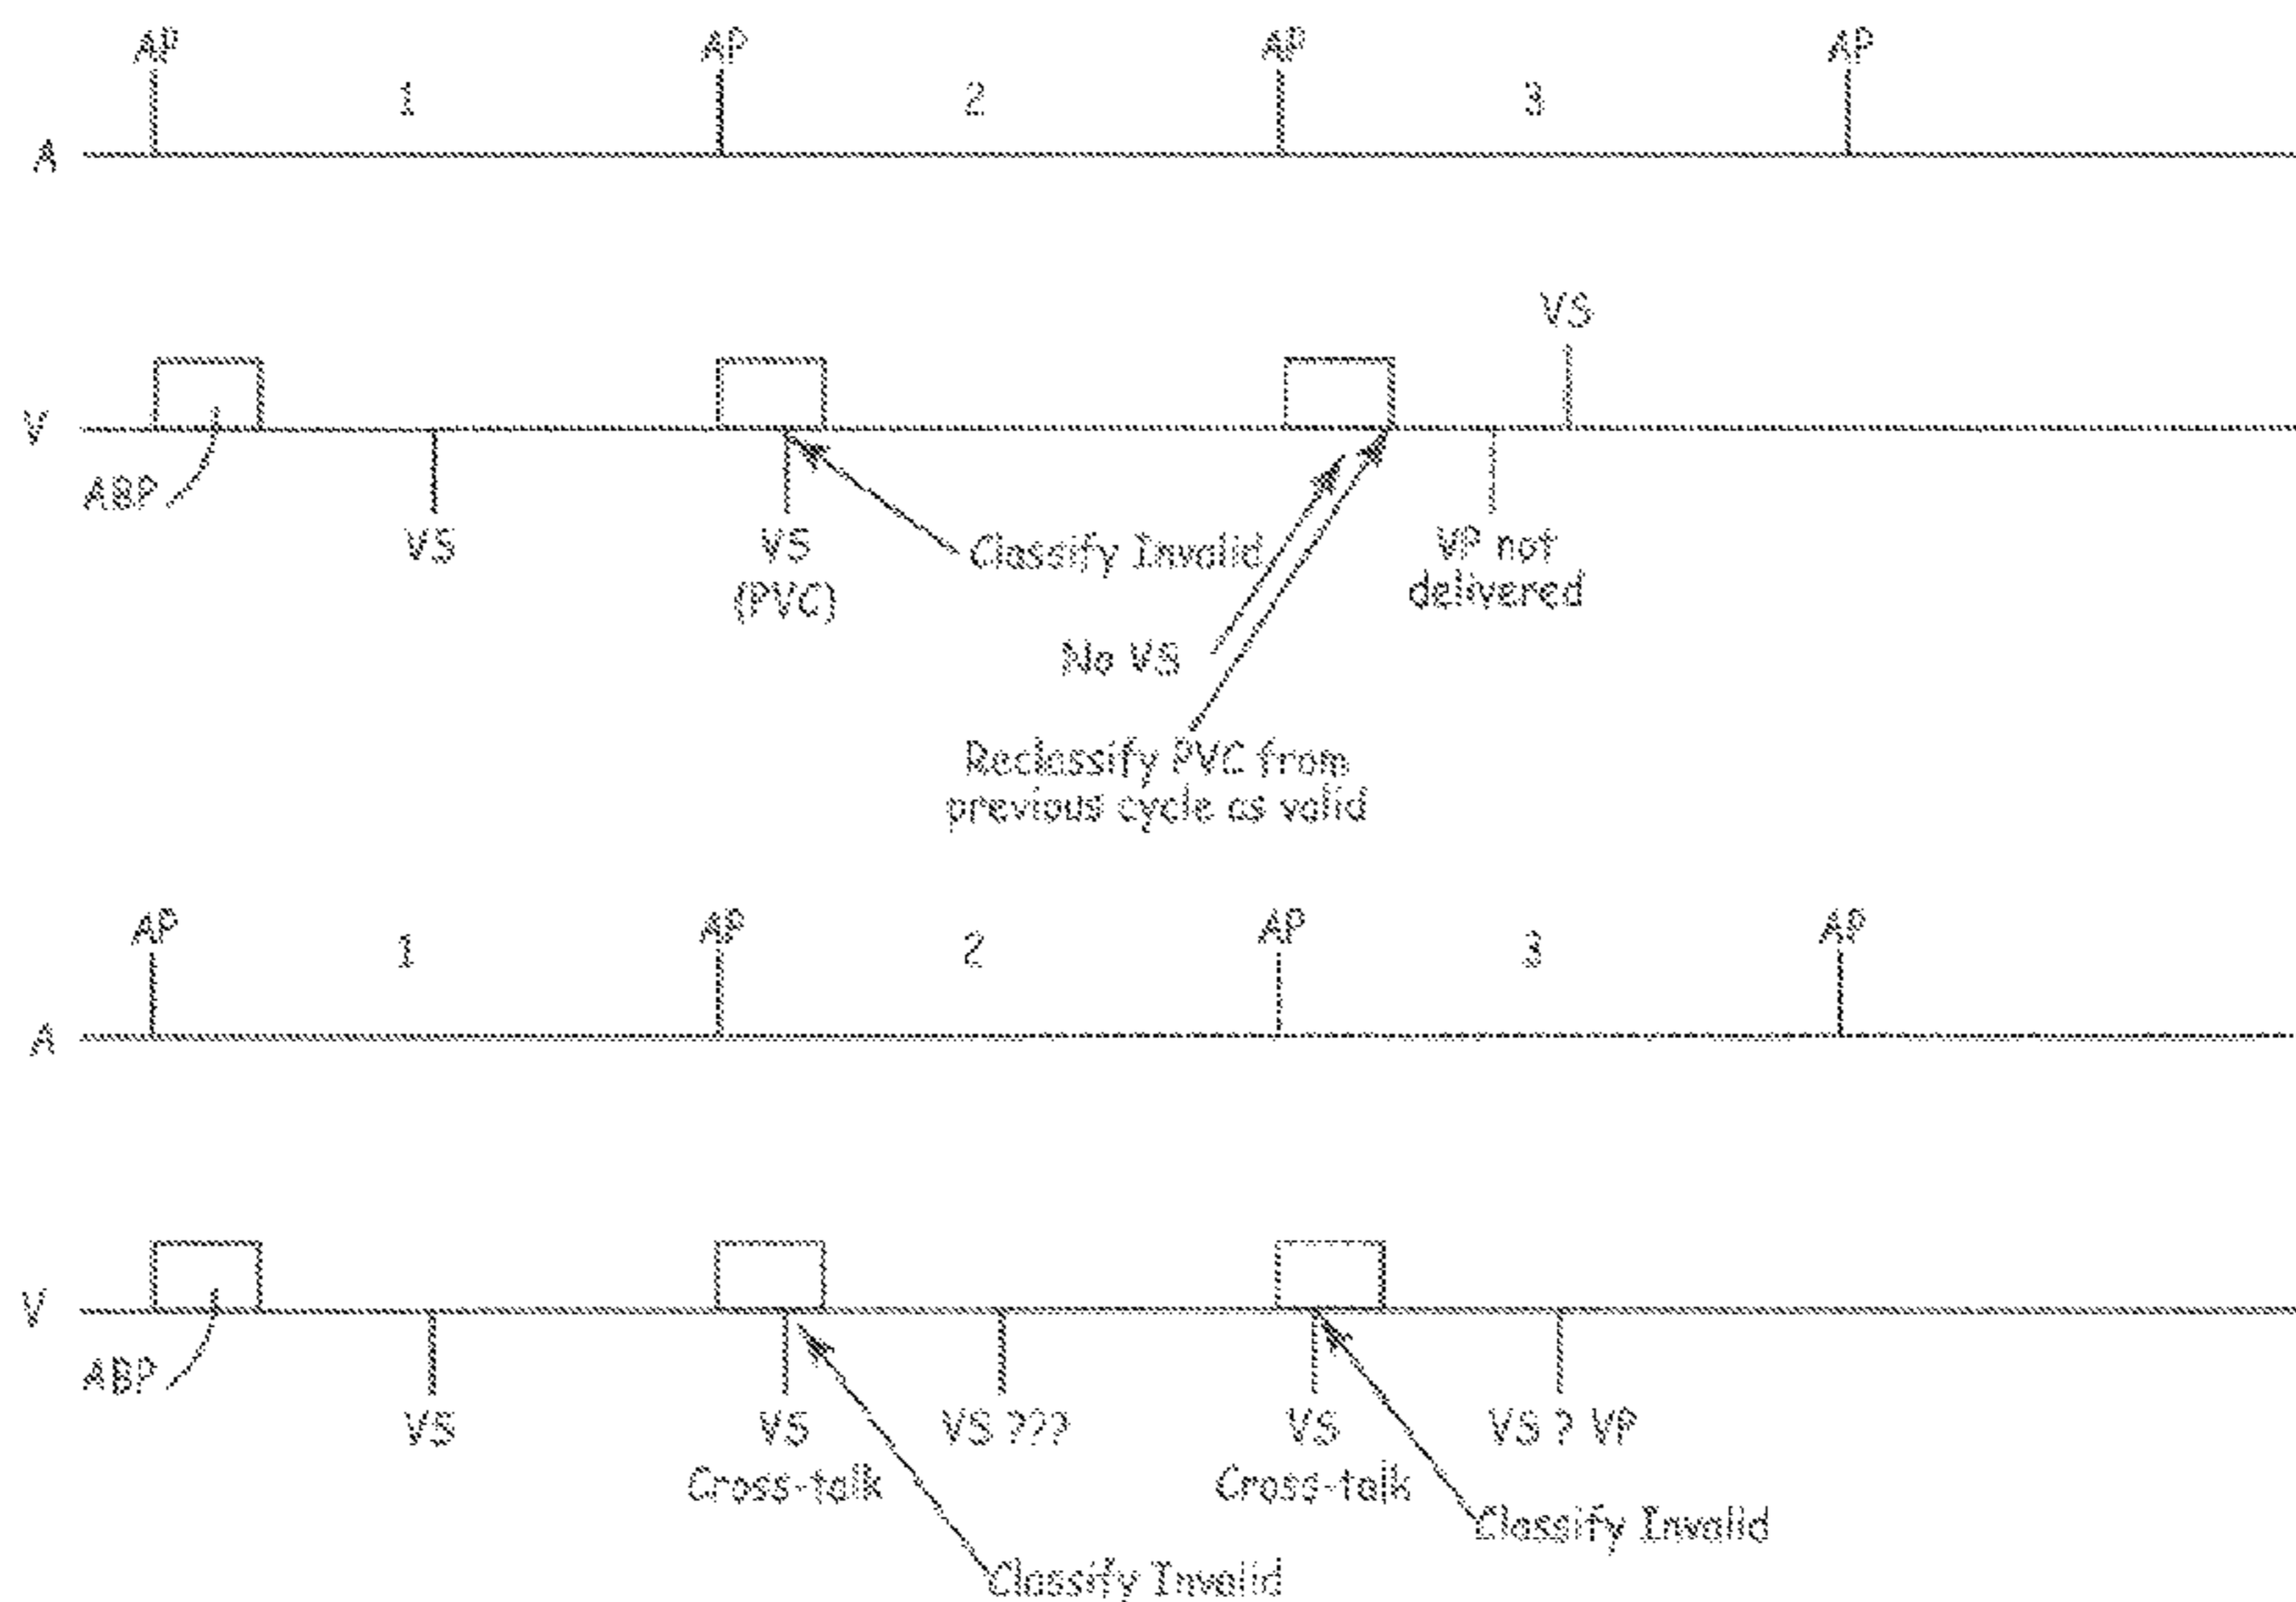 AP AP AP AP
1 2 3
A
VS
V
ABP
VS VS Classify Invalid VP not
(PVC) delivered
No VS
Reclassify PVC from
previous cycle as valid
AP AP AP AP
1 2 3
A
V
ABP
VS VS VS ??? VS VS ? VP
Cross-talk Cross-talk
Classify Invalid
Classify Invalid